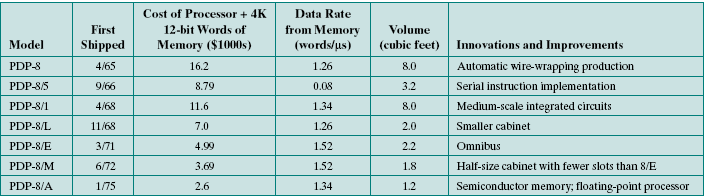 Model First Shipped Cost of Processor + 4K 12-bit Words of Memory ($1000s) Data Rate from Memory (words/μs) Volume (cubic feet) Innovations and Improvements
PDP-8 4/65 16.2 1.26 8.0 Automatic wire-wrapping production
PDP-8/5 9/66 8.79 0.08 3.2 Serial instruction implementation
PDP-8/1 4/68 11.6 1.34 8.0 Medium-scale integrated circuits
PDP-8/L 11/68 7.0 1.26 2.0 Smaller cabinet
PDP-8/E 3/71 4.99 1.52 2.2 Omnibus
PDP-8/M 6/72 3.69 1.52 1.8 Half-size cabinet with fewer slots than 8/E
PDP-8/A 1/75 2.6 1.34 1.2 Semiconductor memory; floating-point processor